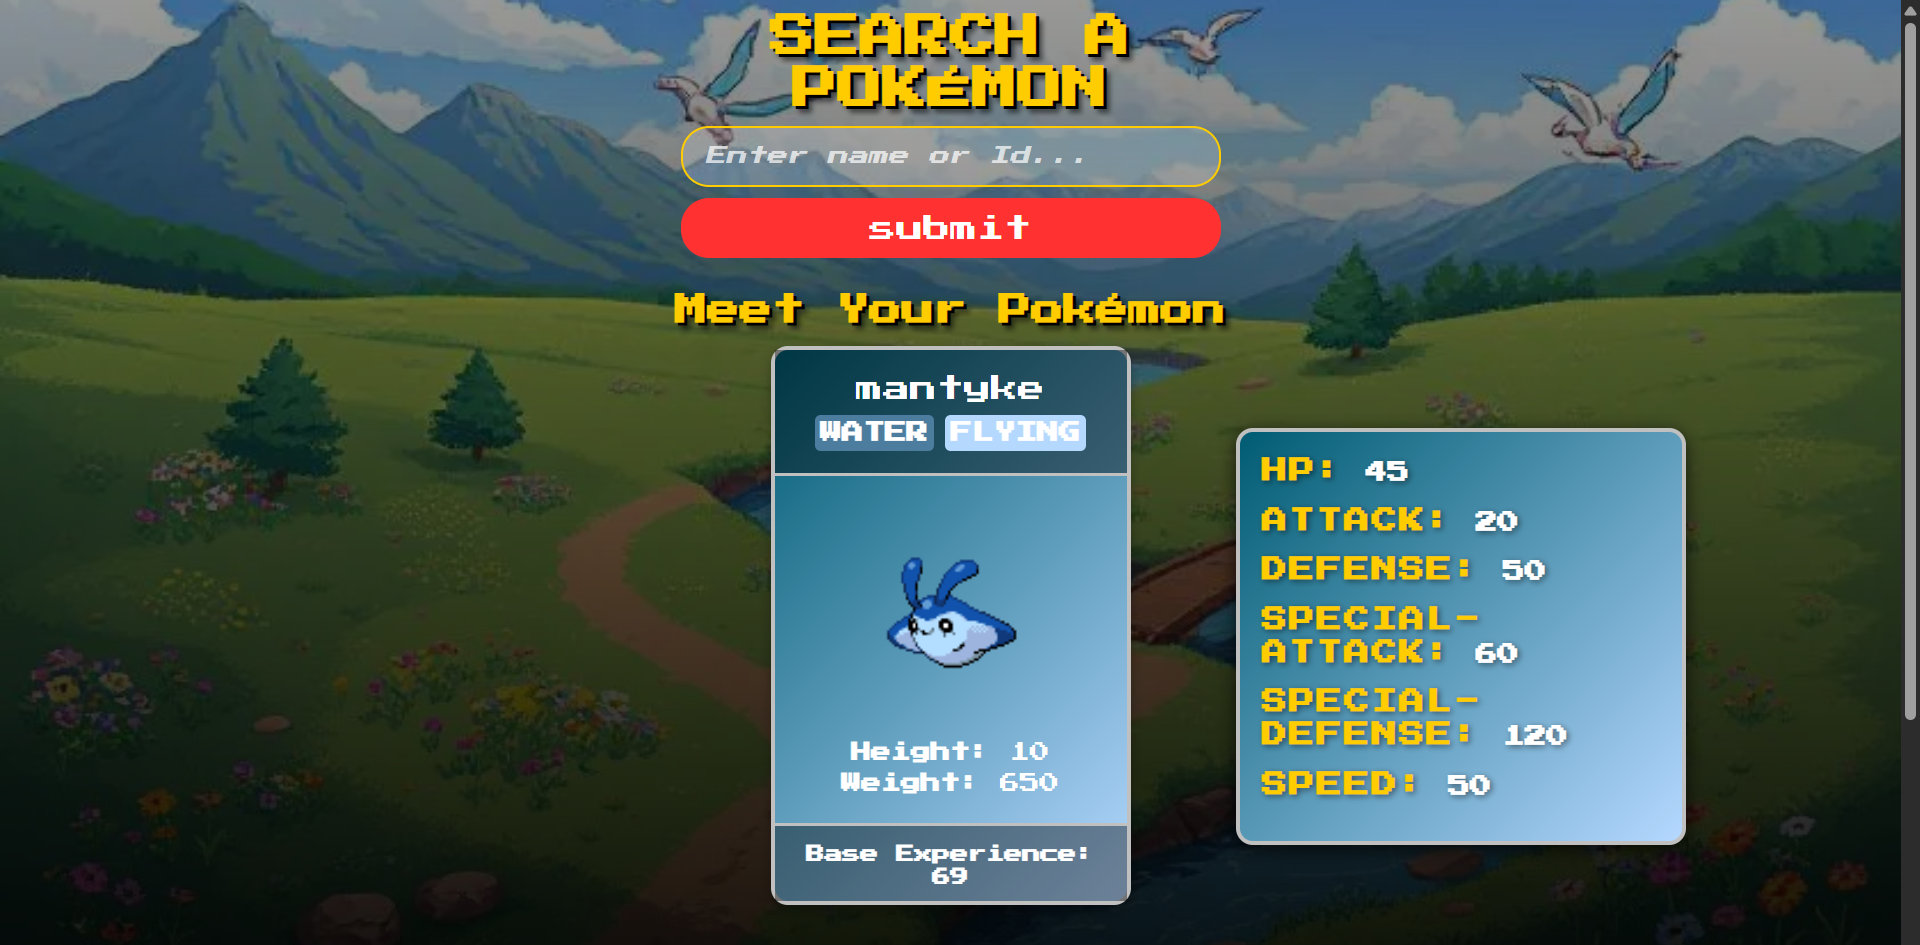 SEARCH A
POKéMON
Enter name or Id...
submit
Meet Your Pokémon
mantyke
WATER FLYING
Height: 10
Weight: 650
Base Experience:
69
HP: 45
ATTACK: 20
DEFENSE: 50
SPECIAL-
ATTACK: 60
SPECIAL-
DEFENSE: 120
SPEED: 50